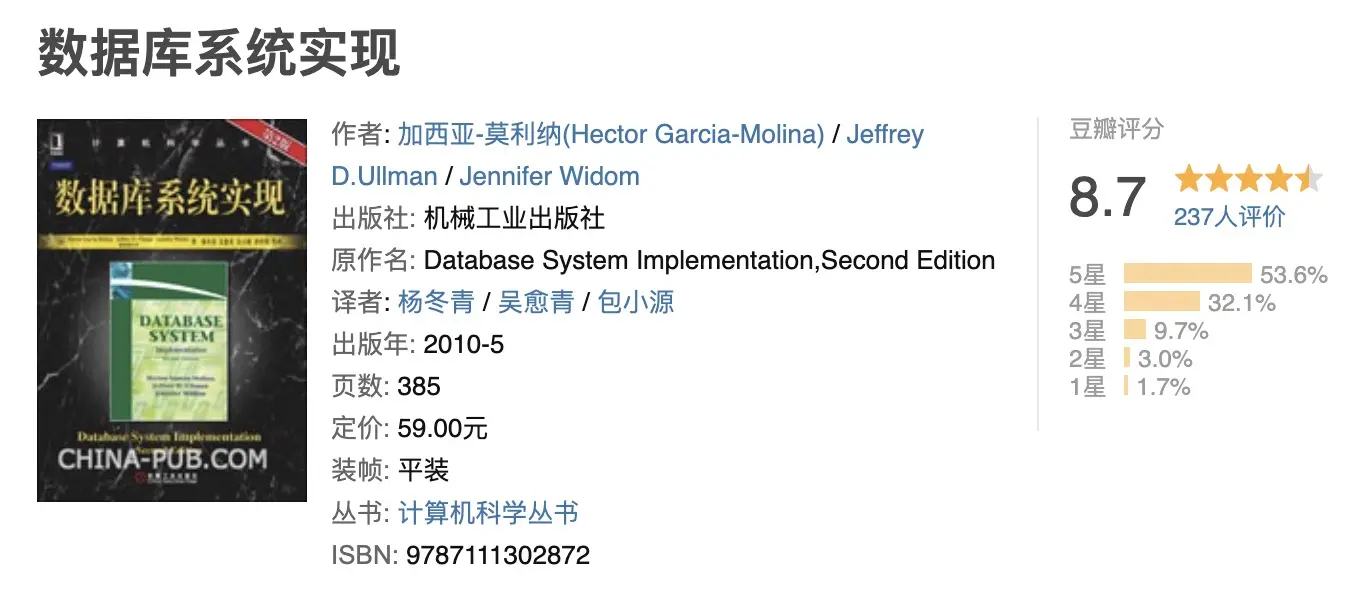 数据库系统实现
第2版
计算机科学丛书
数据库系统实现
DATABASE
SYSTEM
Implementation
Database System Implementation
CHINA-PUB.COM
机械工业出版社
作者: 加西亚-莫利纳(Hector Garcia-Molina) / Jeffrey
D.Ullman / Jennifer Widom
出版社: 机械工业出版社
原作名: Database System Implementation,Second Edition
译者: 杨冬青 / 吴愈青 / 包小源
出版年: 2010-5
页数: 385
定价: 59.00元
装帧: 平装
丛书: 计算机科学丛书
ISBN: 9787111302872
豆瓣评分
8.7
237人评价
5星 53.6%
4星 32.1%
3星 9.7%
2星 3.0%
1星 1.7%